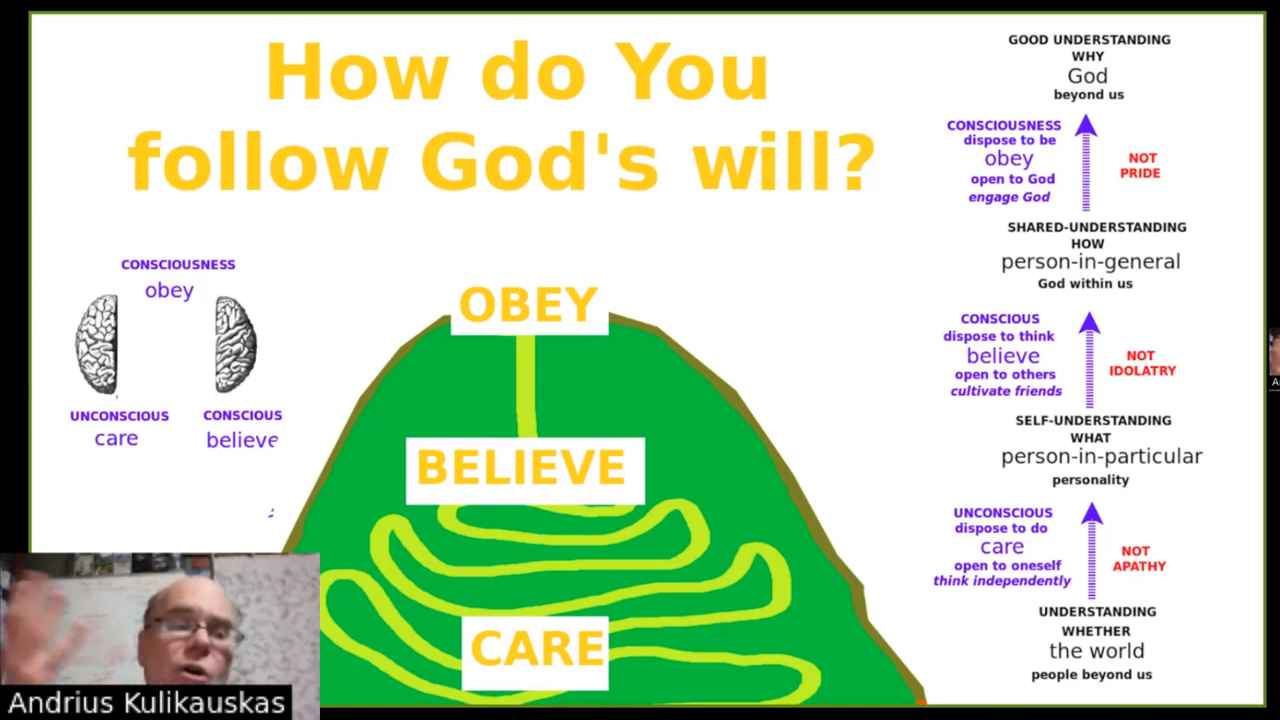 How do You
follow God's will?
CONSCIOUSNESS
obey
UNCONSCIOUS
care
CONSCIOUS
believe
OBEY
BELIEVE
CARE
GOOD UNDERSTANDING
WHY
God
beyond us
CONSCIOUSNESS
dispose to be
obey
open to God
engage God
NOT
PRIDE
SHARED-UNDERSTANDING
HOW
person-in-general
God within us
CONSCIOUS
dispose to think
believe
open to others
cultivate friends
NOT
IDOLATRY
SELF-UNDERSTANDING
WHAT
person-in-particular
personality
UNCONSCIOUS
dispose to do
care
open to oneself
think independently
NOT
APATHY
UNDERSTANDING
WHETHER
the world
people beyond us
Andrius Kulikauskas